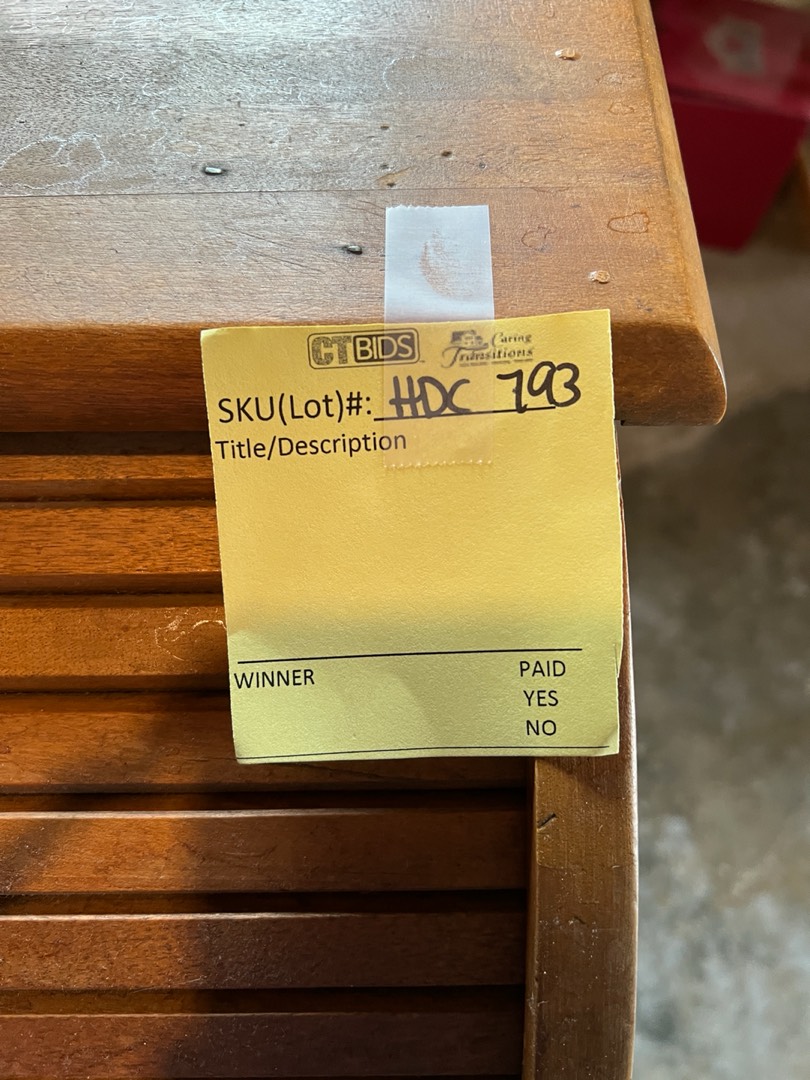 CTBIDS
Caring
Transitions
SKU(Lot)#: HDC 793
Title/Description
WINNER PAID
YES
NO